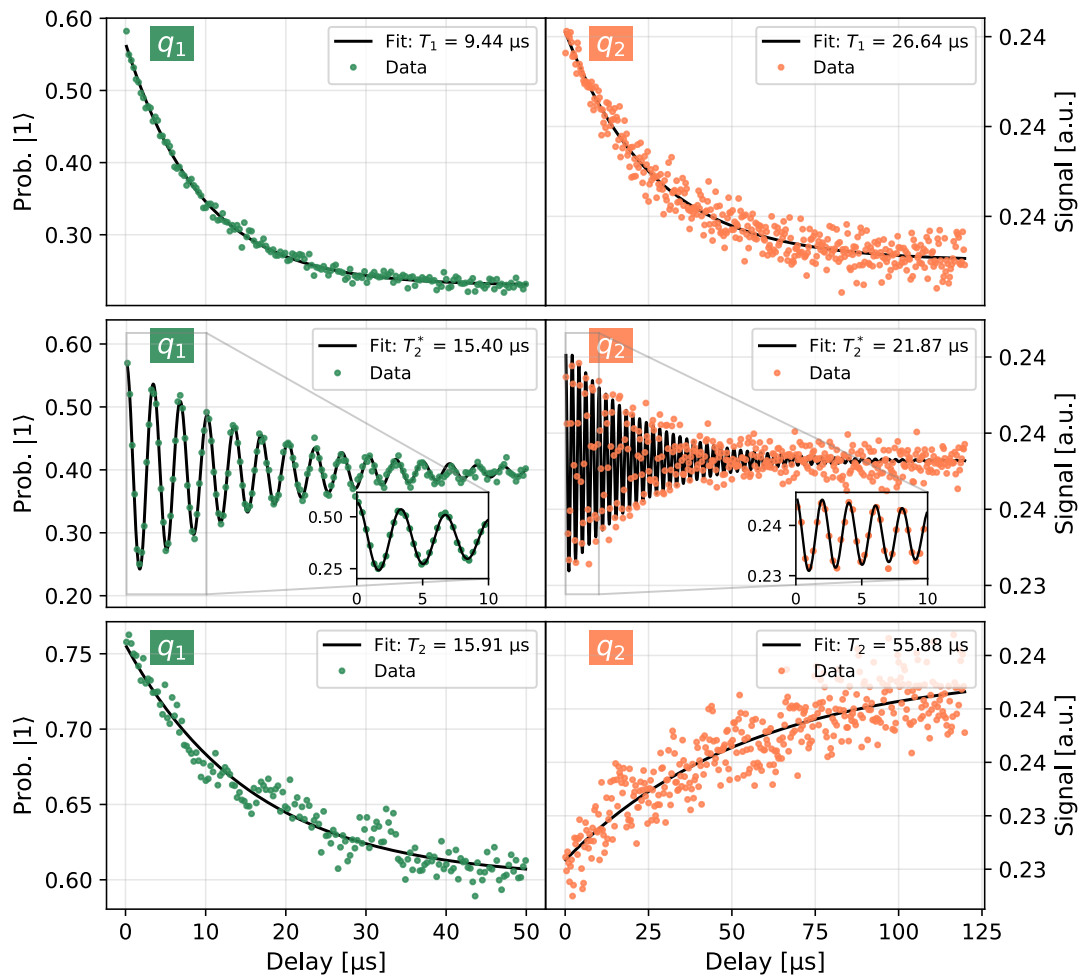 0.60
0.50
0.40
0.30
Prob. |1⟩
q1
Fit: T1 = 9.44 µs
Data
q2
Fit: T1 = 26.64 µs
Data
0.24
0.24
0.24
Signal [a.u.]
0.60
0.50
0.40
0.30
0.20
Prob. |1⟩
q1
Fit: T2* = 15.40 µs
Data
0.50
0.25
0 5 10
q2
Fit: T2* = 21.87 µs
Data
0.24
0.23
0 5 10
0.24
0.24
0.24
0.23
Signal [a.u.]
0.75
0.70
0.65
0.60
Prob. |1⟩
q1
Fit: T2 = 15.91 µs
Data
0 10 20 30 40 50
Delay [µs]
q2
Fit: T2 = 55.88 µs
Data
0.24
0.24
0.24
0.23
0.23
Signal [a.u.]
0 25 50 75 100 125
Delay [µs]